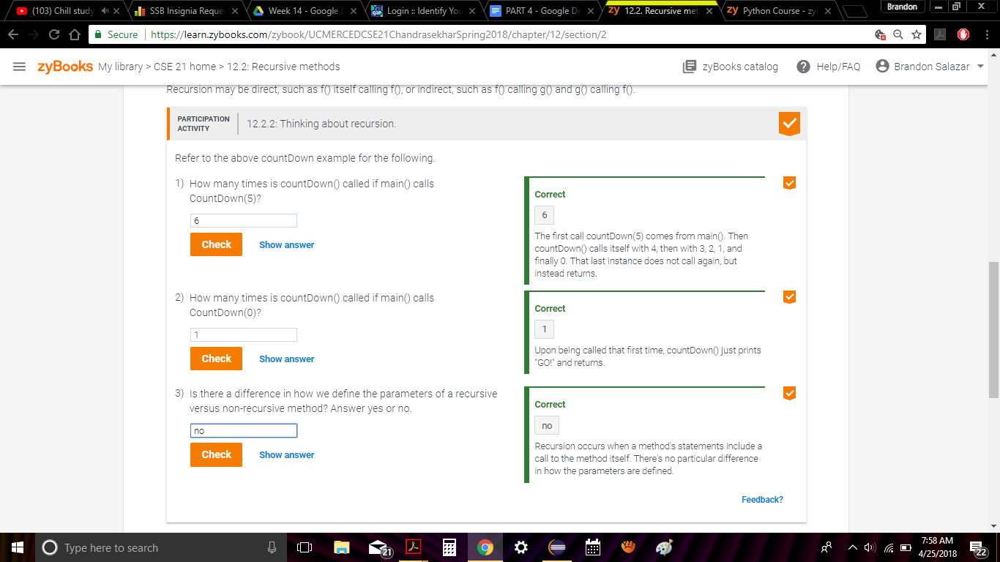 (103) Chill study
SSB Insignia Reque
Week 14 - Google
Login :: Identify You
PART 4 - Google D
12.2. Recursive met
Python Course - zy
Brandon
Secure
https://learn.zybooks.com/zybook/UCMERCEDCSE21ChandrasekharSpring2018/chapter/12/section/2
zyBooks My library > CSE 21 home > 12.2: Recursive methods
zyBooks catalog
Help/FAQ
Brandon Salazar
Recursion may be direct, such as f() itself calling f(), or indirect, such as f() calling g() and g() calling f().
PARTICIPATION
ACTIVITY
12.2.2: Thinking about recursion.
Refer to the above countDown example for the following.
1) How many times is countDown() called if main() calls
CountDown(5)?
6
Check
Show answer
Correct
6
The first call countDown(5) comes from main(). Then
countDown() calls itself with 4, then with 3, 2, 1, and
finally 0. That last instance does not call again, but
instead returns.
2) How many times is countDown() called if main() calls
CountDown(0)?
1
Check
Show answer
Correct
1
Upon being called that first time, countDown() just prints
"GO!" and returns.
3) Is there a difference in how we define the parameters of a recursive
versus non-recursive method? Answer yes or no.
no
Check
Show answer
Correct
no
Recursion occurs when a method's statements include a
call to the method itself. There's no particular difference
in how the parameters are defined.
Feedback?
Type here to search
21
7:58 AM
4/25/2018
22